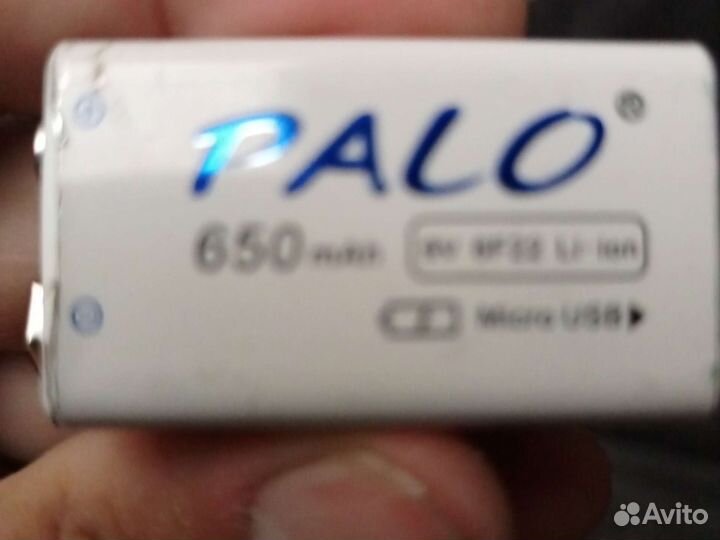 PALO®
650 mAh 9V 6F22 Li-ion
Micro USB
Avito